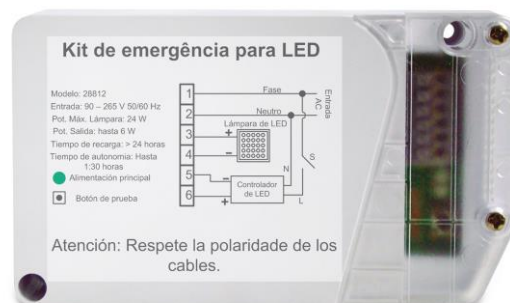 Kit de emergência para LED
Modelo: 28812
Entrada: 90 – 265 V 50/60 Hz
Pot. Máx. Lámpara: 24 W
Pot. Salida: hasta 6 W
Tiempo de recarga: > 24 horas
Tiempo de autonomia: Hasta
1:30 horas
Alimentación principal
Botón de prueba
1
2
3
4
5
6
Fase
Neutro
Entrada
AC
Lámpara de LED
+
–
S
N
–
Controlador
de LED
+
L
Atención: Respete la polaridade de los
cables.